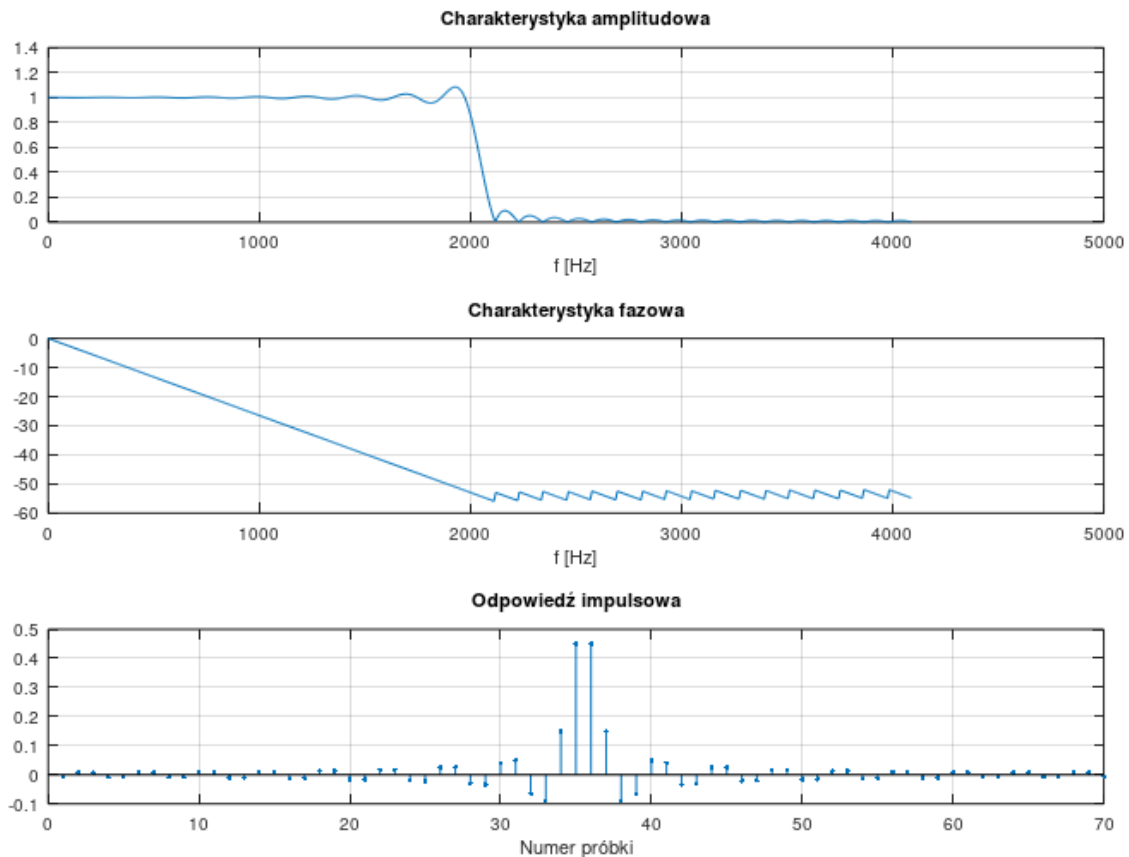 Charakterystyka amplitudowa
1.4
1.2
1
0.8
0.6
0.4
0.2
0
0 1000 2000 3000 4000 5000
f [Hz]
Charakterystyka fazowa
0
-10
-20
-30
-40
-50
-60
0 1000 2000 3000 4000 5000
f [Hz]
Odpowiedź impulsowa
0.5
0.4
0.3
0.2
0.1
0
-0.1
0 10 20 30 40 50 60 70
Numer próbki